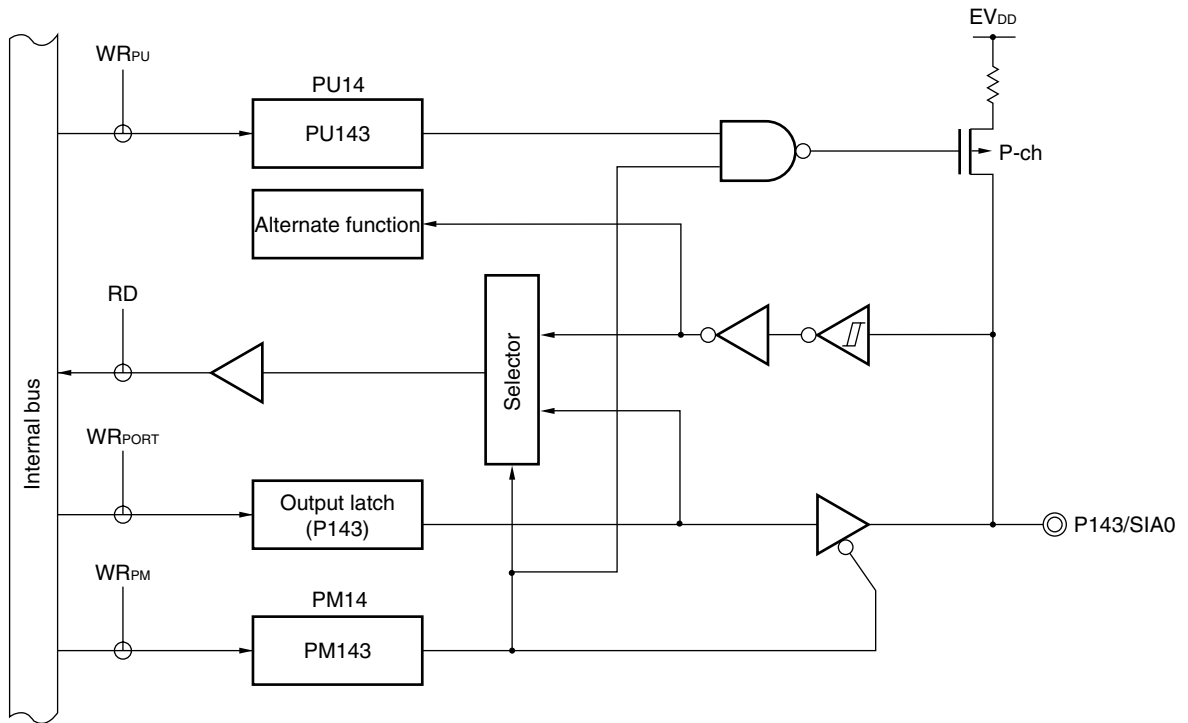 EVDD
WRPU
PU14
PU143
P-ch
Alternate function
RD
Selector
Internal bus
WRPORT
Output latch
(P143)
P143/SIA0
WRPM
PM14
PM143